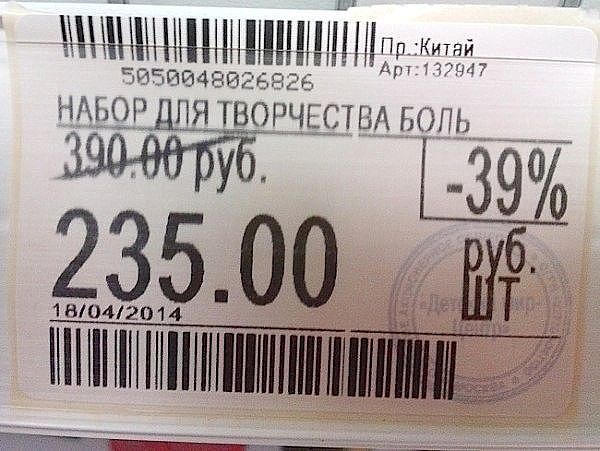 Пр.:Китай
Арт:132947
5050048026826
НАБОР ДЛЯ ТВОРЧЕСТВА БОЛЬ
390.00 руб.
-39%
235.00
руб.
шт
18/04/2014